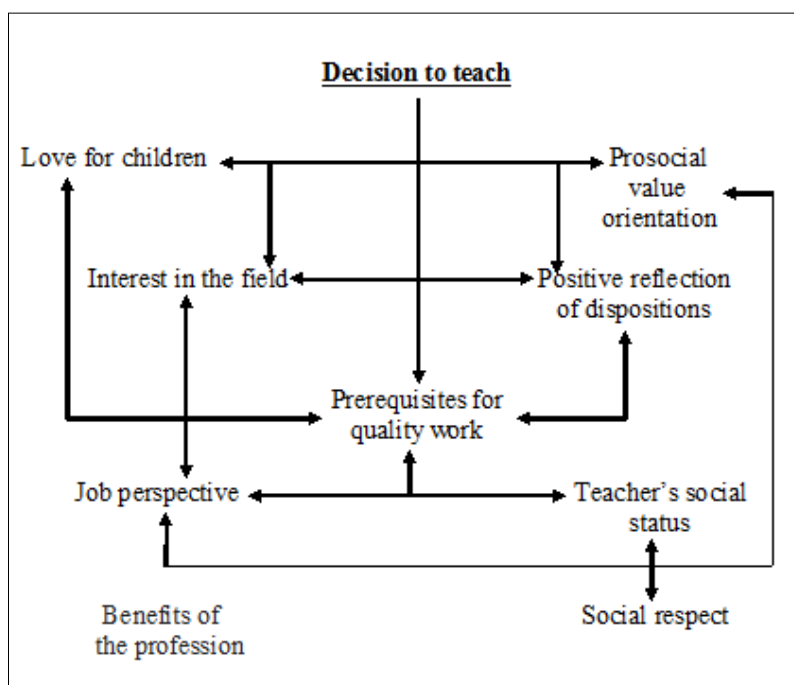 Decision to teach
Love for children
Prosocial
value
orientation
Interest in the field
Positive reflection
of dispositions
Prerequisites for
quality work
Job perspective
Teacher's social
status
Benefits of
the profession
Social respect